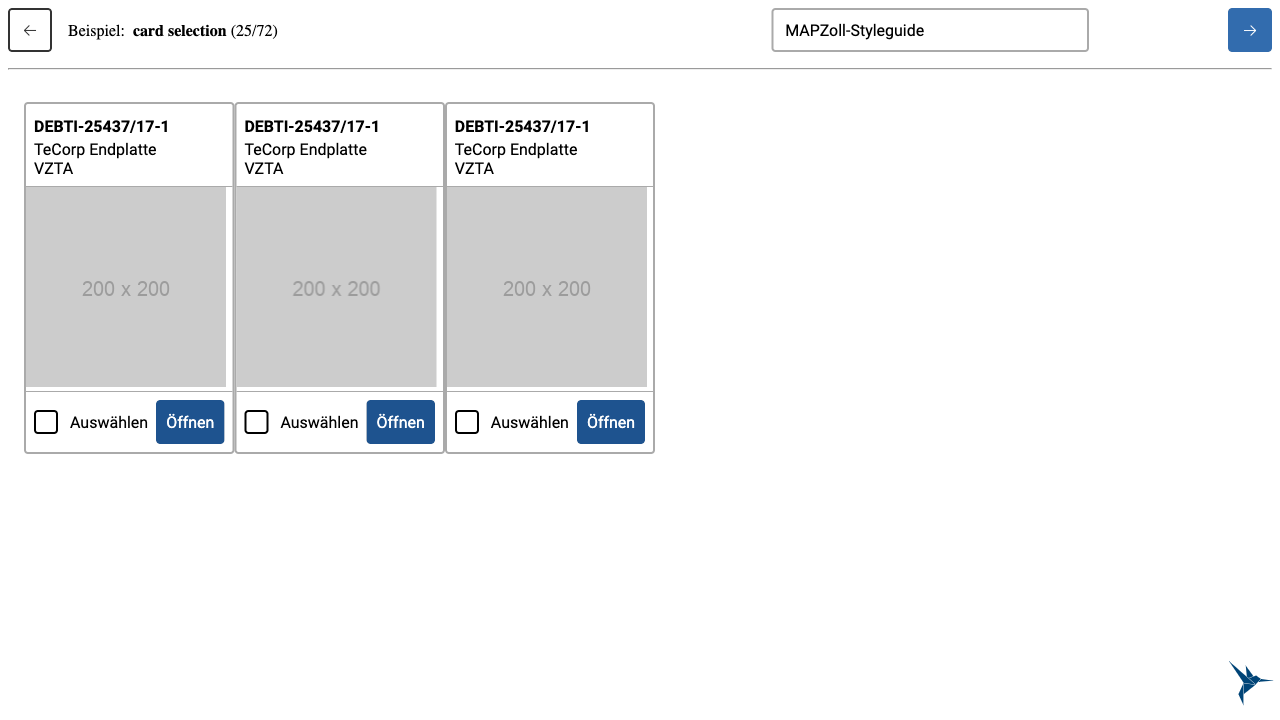 Beispiel: card selection (25/72)
MAPZoll-Styleguide
DEBTI-25437/17-1
TeCorp Endplatte
VZTA
200 x 200
Auswählen
Öffnen
DEBTI-25437/17-1
TeCorp Endplatte
VZTA
200 x 200
Auswählen
Öffnen
DEBTI-25437/17-1
TeCorp Endplatte
VZTA
200 x 200
Auswählen
Öffnen